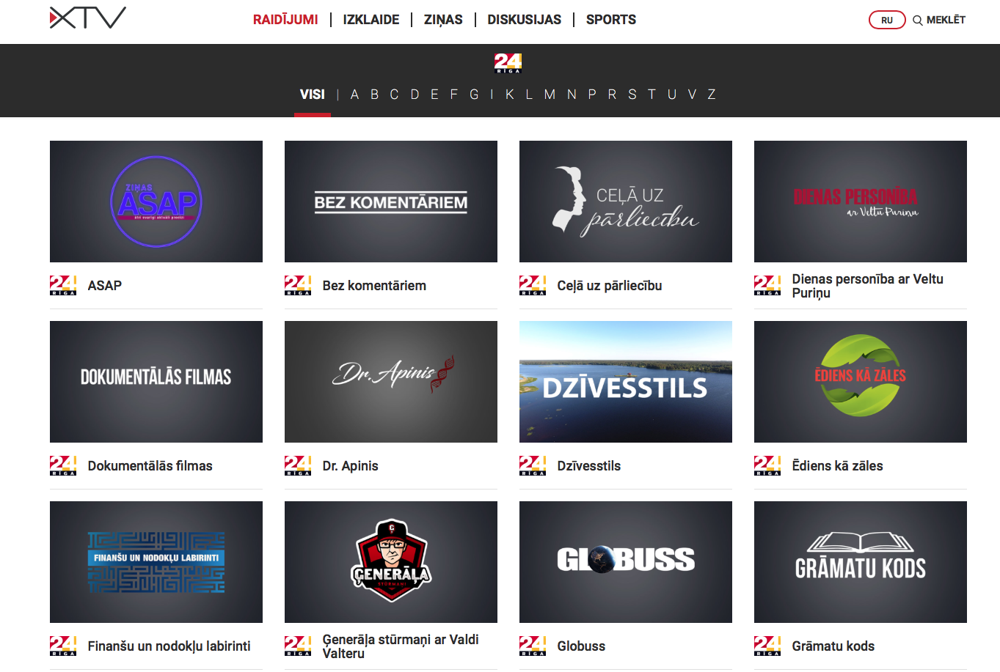 XTV
RAIDĪJUMI | IZKLAIDE | ZIŅAS | DISKUSIJAS | SPORTS
RU
MEKLĒT
24
RĪGA
VISI | A B C D E F G I K L M N P R S T U V Z
ZIŅAS
ASAP
ātri svarīgi aktuāli precīzi
BEZ KOMENTĀRIEM
CEĻĀ UZ
pārliecību
DIENAS PERSONĪBA
ar Veltu Puriņu
24
RĪGA
ASAP
24
RĪGA
Bez komentāriem
24
RĪGA
Ceļā uz pārliecību
24
RĪGA
Dienas personība ar Veltu
Puriņu
DOKUMENTĀLĀS FILMAS
Dr. Apinis
DZĪVESSTILS
ĒDIENS KĀ ZĀLES
24
RĪGA
Dokumentālās filmas
24
RĪGA
Dr. Apinis
24
RĪGA
Dzīvesstils
24
RĪGA
Ēdiens kā zāles
FINANŠU UN NODOKĻU LABIRINTI
Ģ
ĢENERĀĻA
STŪRMAŅI
GLOBUSS
GRĀMATU KODS
24
RĪGA
Finanšu un nodokļu labirinti
24
RĪGA
Ģenerāļa stūrmaņi ar Valdi
Valteru
24
RĪGA
Globuss
24
RĪGA
Grāmatu kods